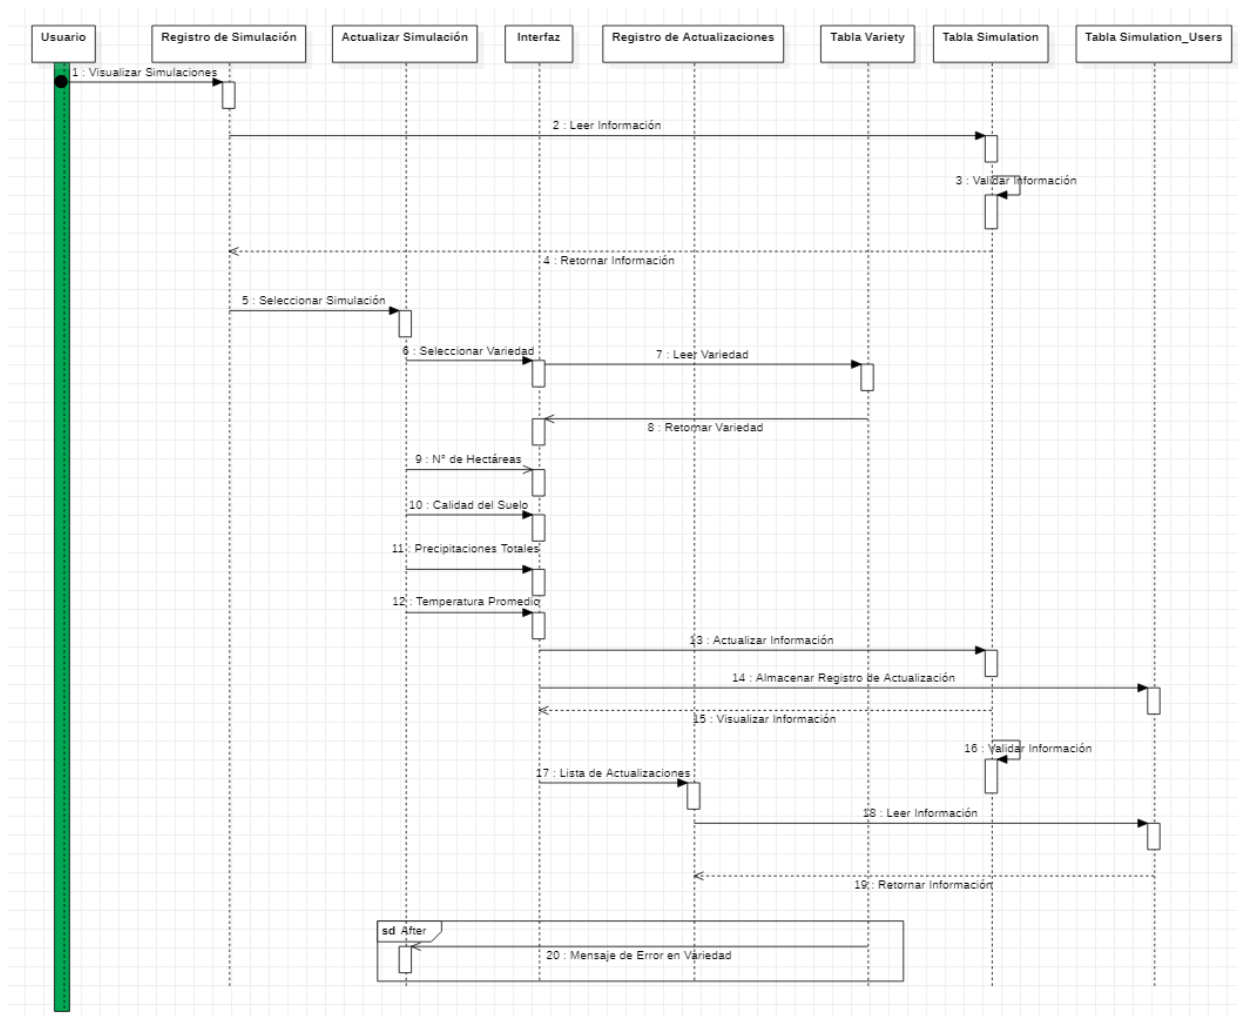 Usuario
Registro de Simulación
Actualizar Simulación
Interfaz
Registro de Actualizaciones
Tabla Variety
Tabla Simulation
Tabla Simulation_Users
1 : Visualizar Simulaciones
2 : Leer Información
3 : Validar Información
4 : Retornar Información
5 : Seleccionar Simulación
6 : Seleccionar Variedad
7 : Leer Variedad
8 : Retornar Variedad
9 : N° de Hectáreas
10 : Calidad del Suelo
11 : Precipitaciones Totales
12 : Temperatura Promedio
13 : Actualizar Información
14 : Almacenar Registro de Actualización
15 : Visualizar Información
16 : Validar Información
17 : Lista de Actualizaciones
18 : Leer Información
19 : Retornar Información
sd After
20 : Mensaje de Error en Variedad